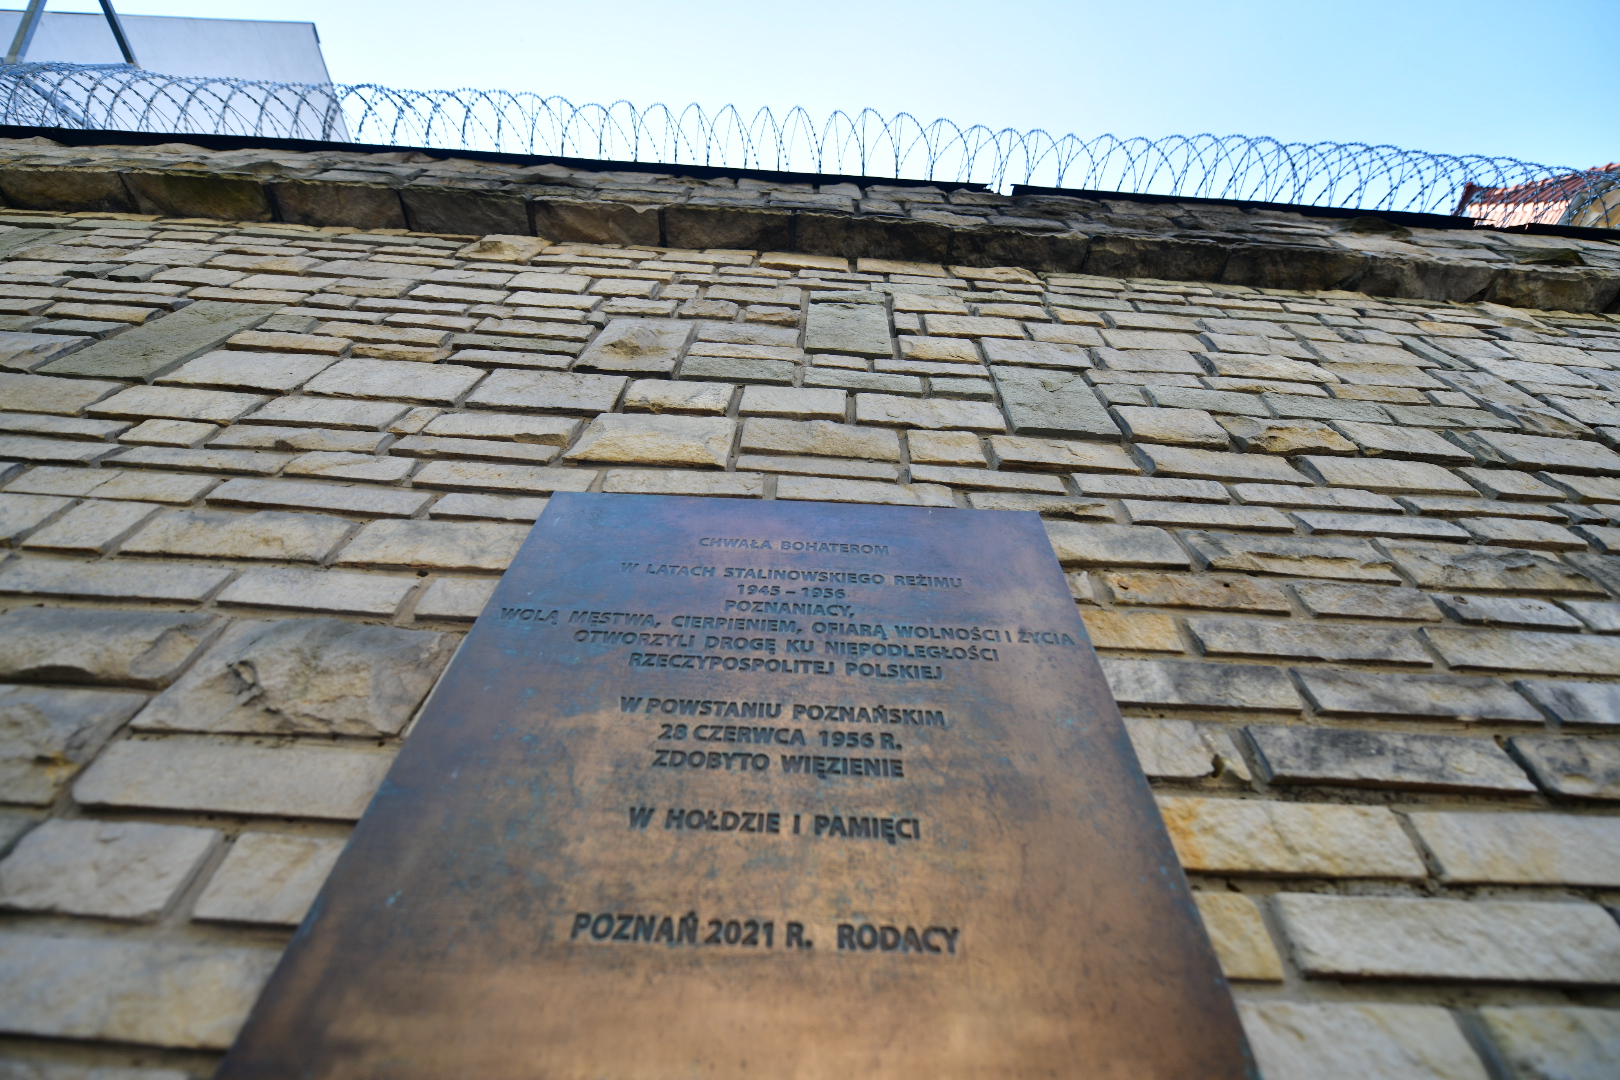 CHWAŁA BOHATEROM
W LATACH STALINOWSKIEGO REŻIMU
1945 – 1956
POZNANIACY,
WOLĄ MĘSTWA, CIERPIENIEM, OFIARĄ WOLNOŚCI I ŻYCIA
OTWORZYLI DROGĘ KU NIEPODLEGŁOŚCI
RZECZYPOSPOLITEJ POLSKIEJ
W POWSTANIU POZNAŃSKIM
28 CZERWCA 1956 R.
ZDOBYTO WIĘZIENIE
W HOŁDZIE I PAMIĘCI
POZNAŃ 2021 R. RODACY